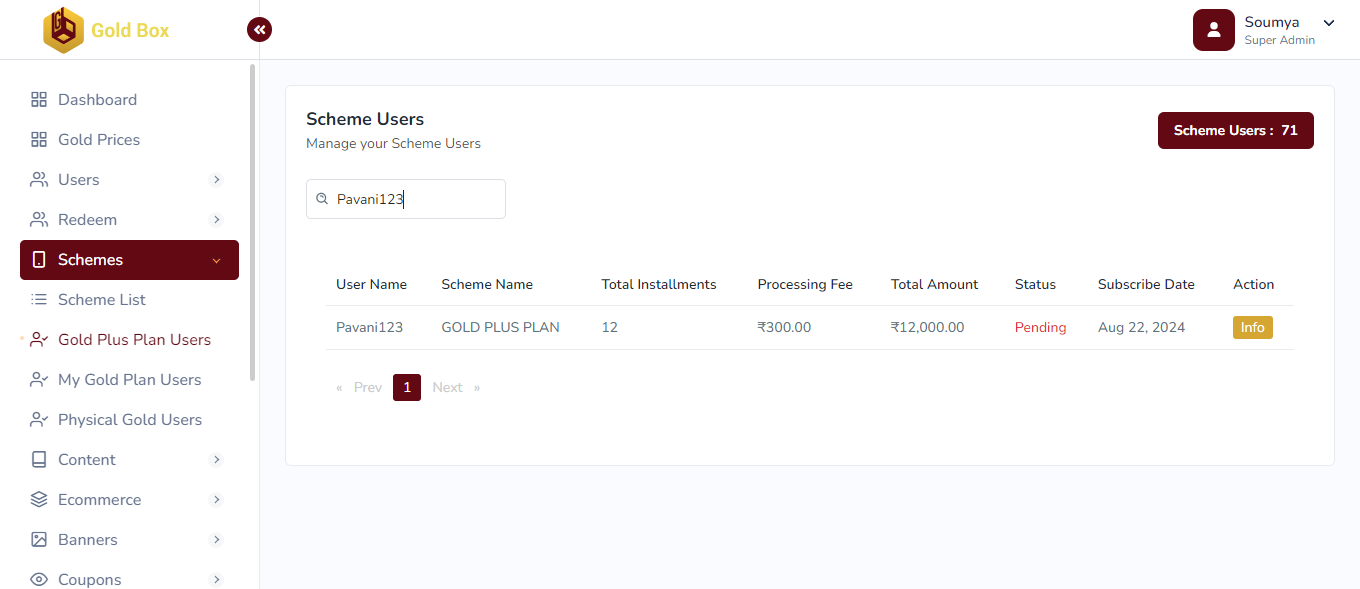 Gold Box
Soumya
Super Admin
Dashboard
Gold Prices
Users
Redeem
Schemes
Scheme List
Gold Plus Plan Users
My Gold Plan Users
Physical Gold Users
Content
Ecommerce
Banners
Coupons
Scheme Users
Manage your Scheme Users
Scheme Users : 71
Pavani123
User Name Scheme Name Total Installments Processing Fee Total Amount Status Subscribe Date Action
Pavani123 GOLD PLUS PLAN 12 ₹300.00 ₹12,000.00 Pending Aug 22, 2024 Info
« Prev 1 Next »